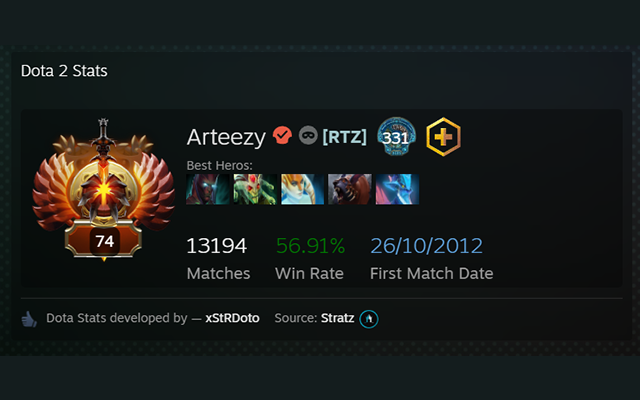 Dota 2 Stats
Arteezy [RTZ] 331
Best Heros:
74
13194 56.91% 26/10/2012
Matches Win Rate First Match Date
Dota Stats developed by — xStRDoto Source: Stratz